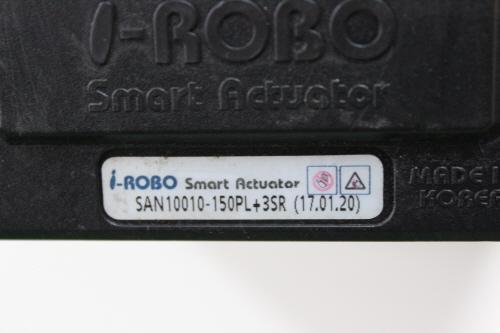 i-ROBO
Smart Actuator
i-ROBO Smart Actuator
SAN10010-150PL+3SR (17.01.20)
MADE I
KOREA